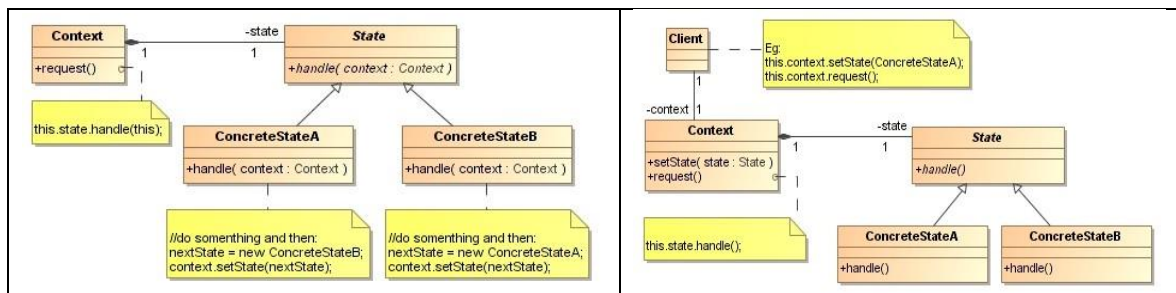 Context
+request()
1
-state
1
State
+handle( context : Context )
this.state.handle(this);
ConcreteStateA
+handle( context : Context )
ConcreteStateB
+handle( context : Context )
//do somenthing and then:
nextState = new ConcreteStateB;
context.setState(nextState);
//do somenthing and then:
nextState = new ConcreteStateA;
context.setState(nextState);
Client
Eg:
this.context.setState(ConcreteStateA);
this.context.request();
1
-context
1
Context
+setState( state : State )
+request()
1
-state
1
State
+handle()
this.state.handle();
ConcreteStateA
+handle()
ConcreteStateB
+handle()